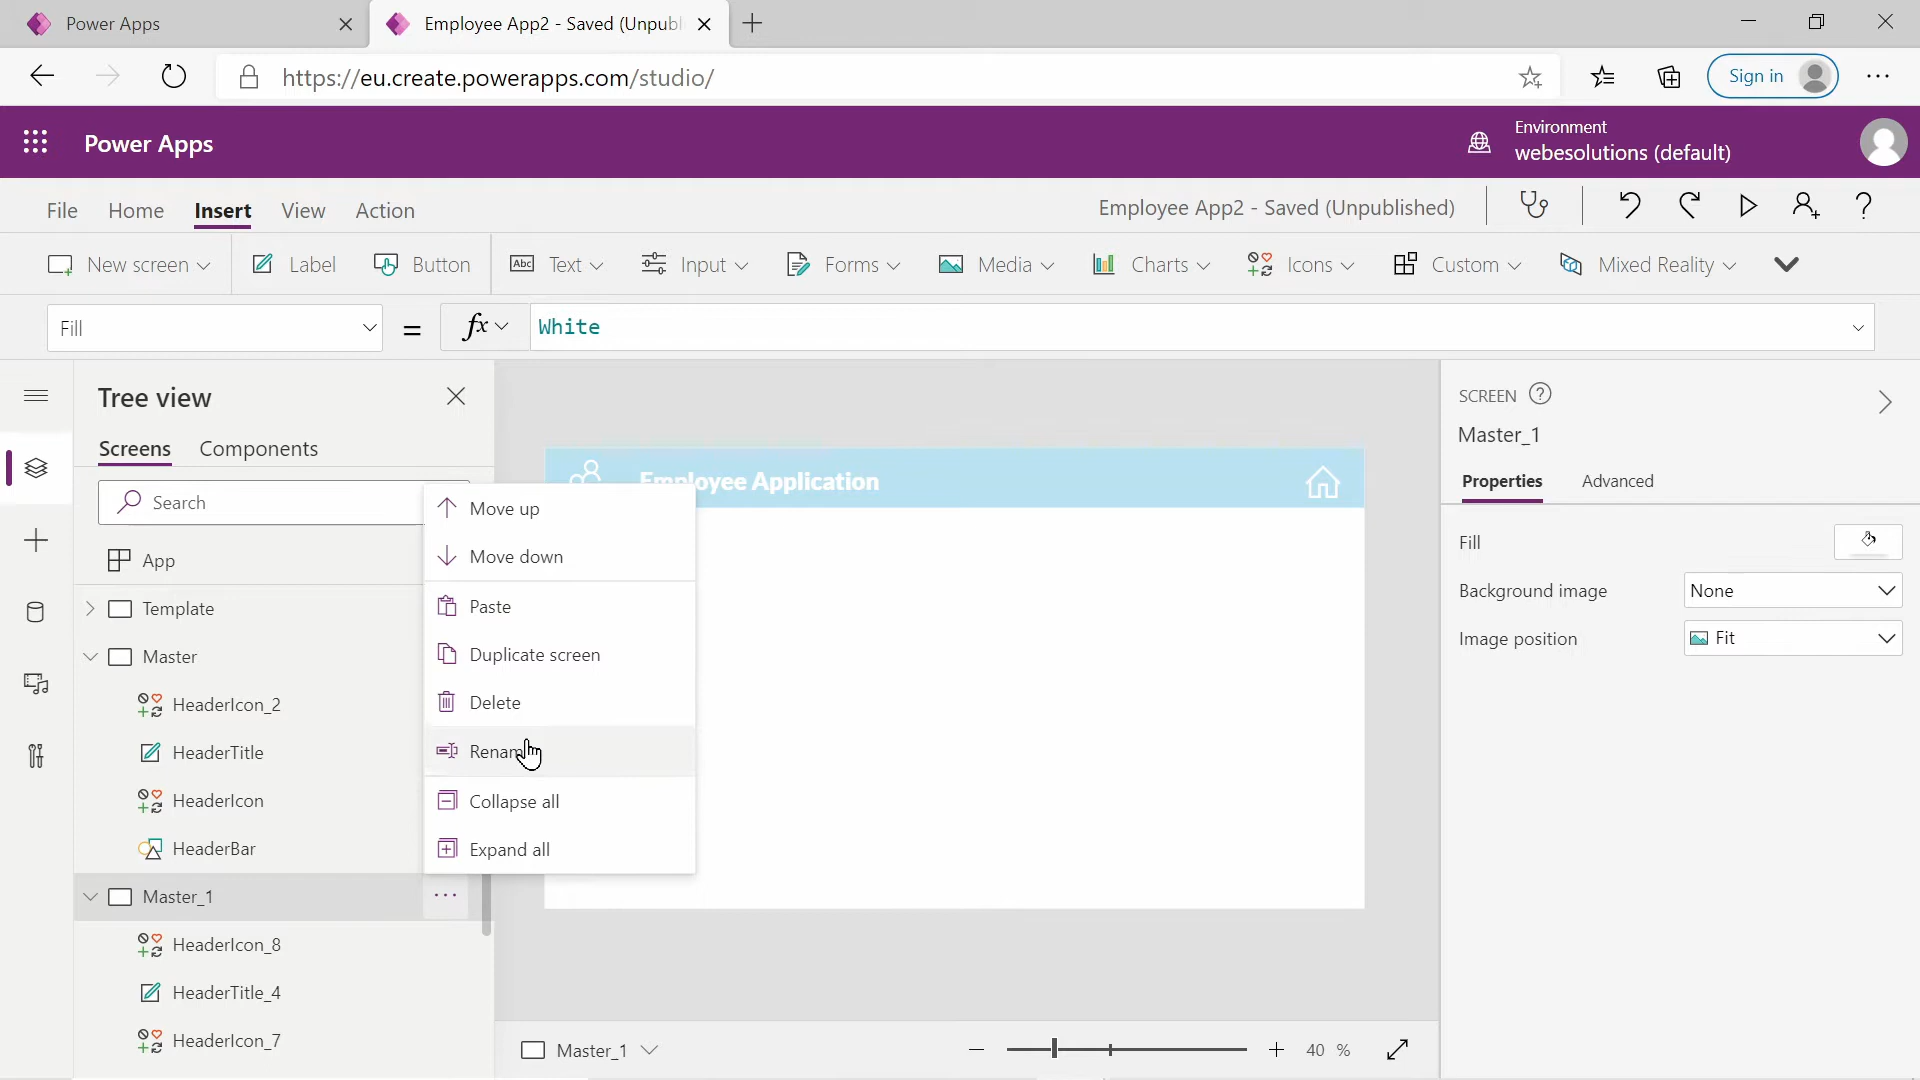 Power Apps
Employee App2 - Saved (Unpubl
https://eu.create.powerapps.com/studio/
Sign in
Power Apps
Environment
webesolutions (default)
File Home Insert View Action
Employee App2 - Saved (Unpublished)
New screen
Label
Button
Abc Text
Input
Forms
Media
Charts
Icons
Custom
Mixed Reality
Fill
= fx White
Tree view
Screens Components
Search
App
Template
Master
HeaderIcon_2
HeaderTitle
HeaderIcon
HeaderBar
Master_1
HeaderIcon_8
HeaderTitle_4
HeaderIcon_7
Move up
Move down
Paste
Duplicate screen
Delete
Collapse all
Expand all
Employee Application
Master_1
40 %
SCREEN
Master_1
Properties Advanced
Fill
Background image None
Image position Fit